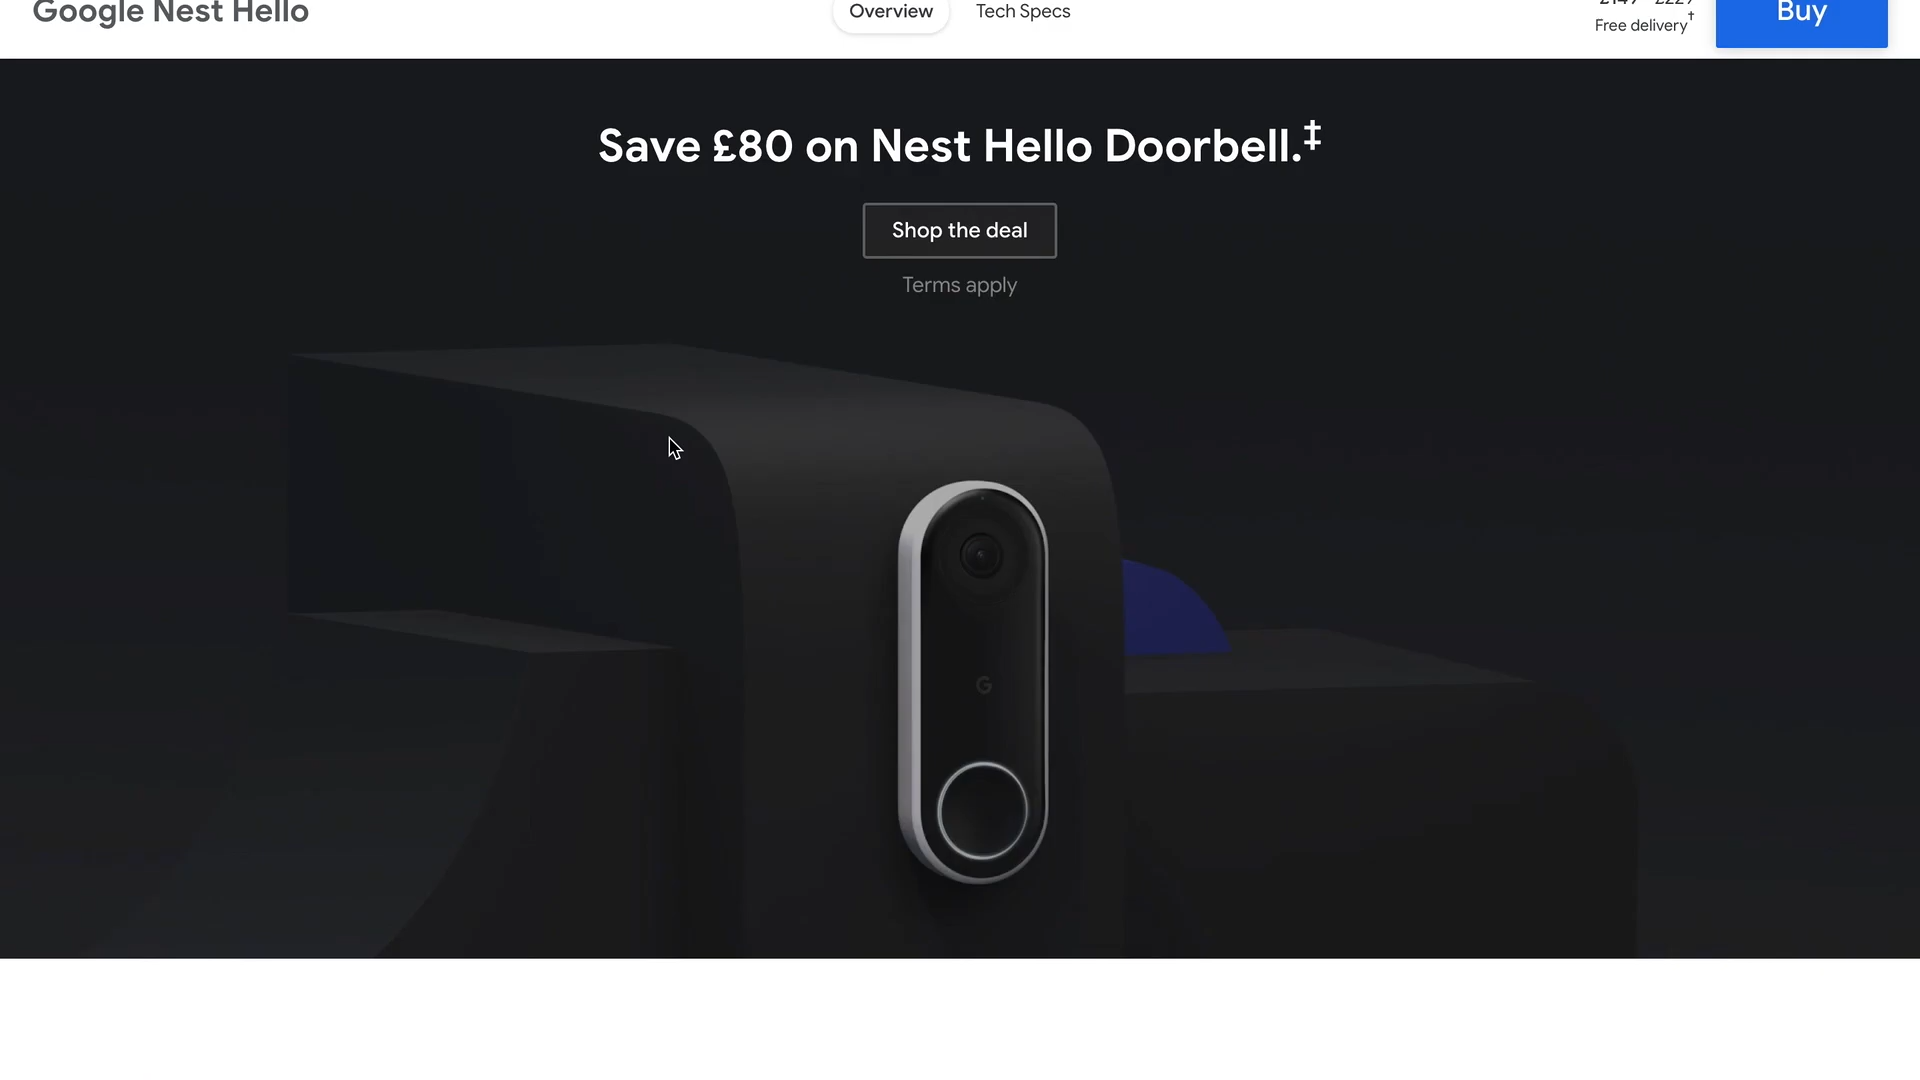 Google Nest Hello
Overview
Tech Specs
Free delivery†
Buy
Save £80 on Nest Hello Doorbell.‡
Shop the deal
Terms apply
G